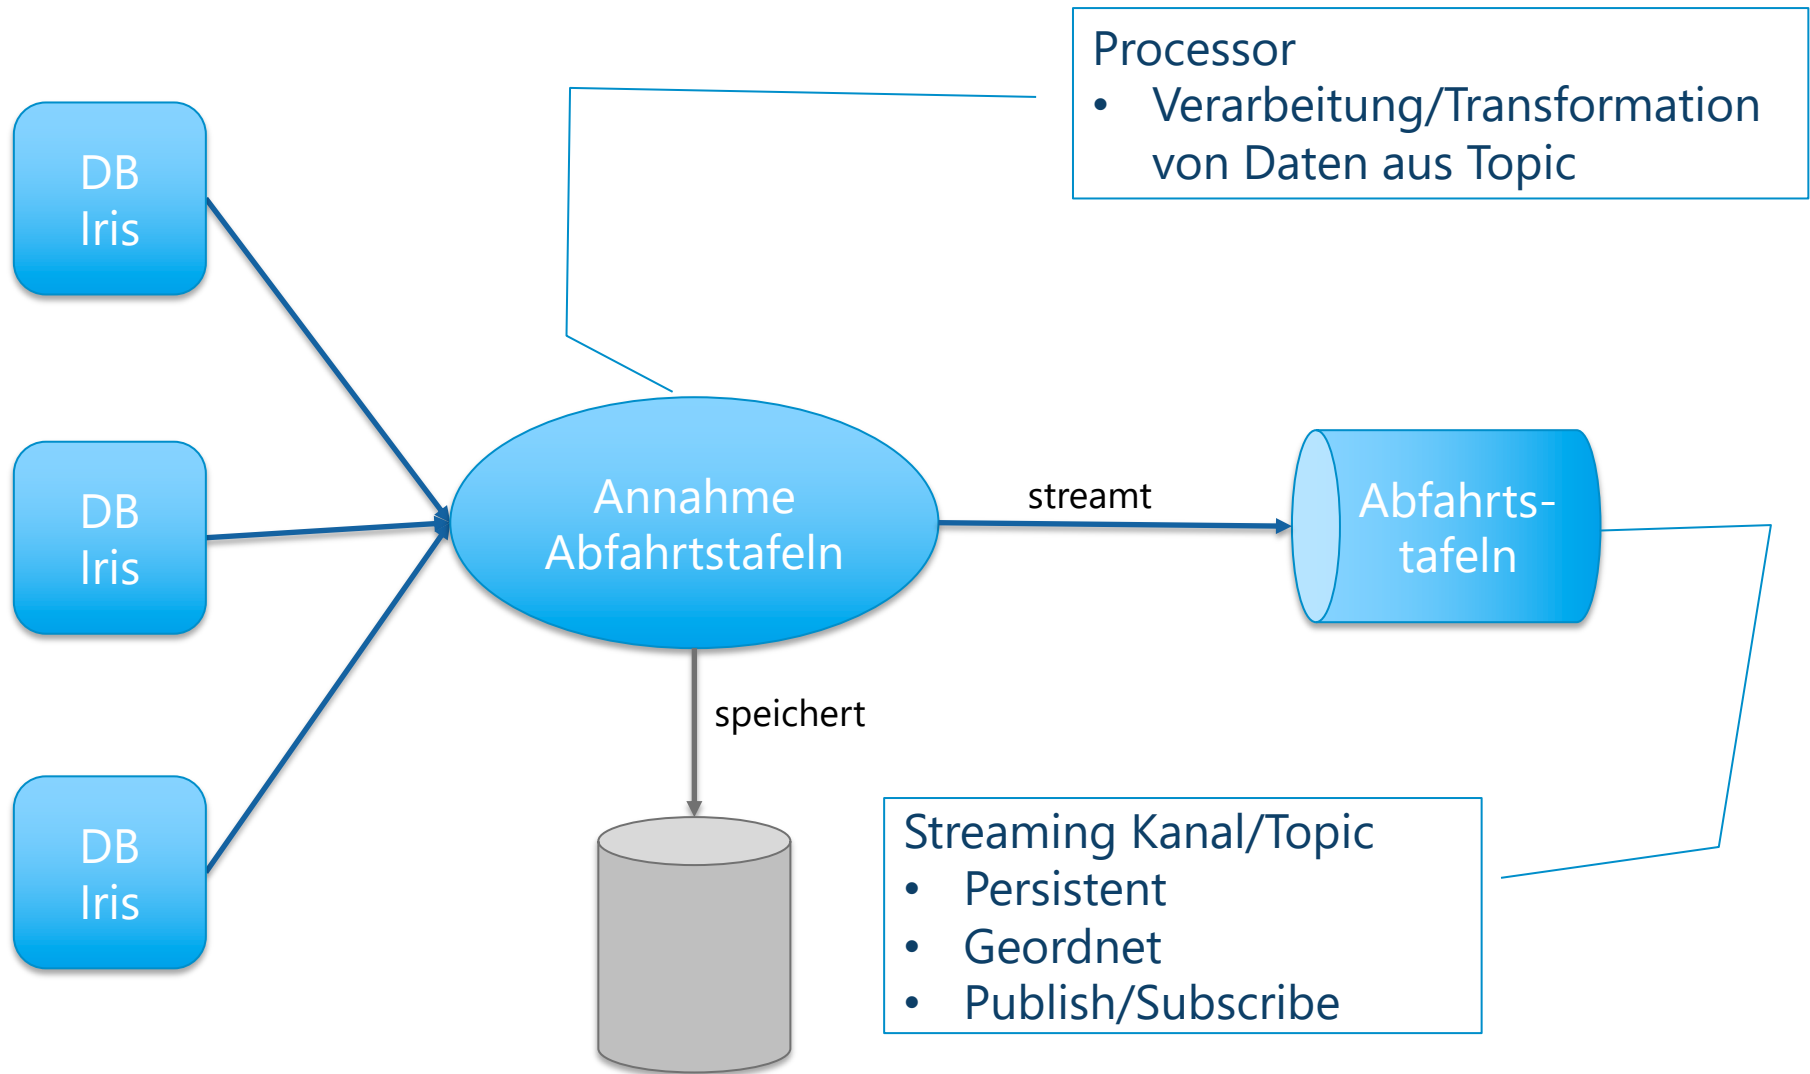 Processor
• Verarbeitung/Transformation
von Daten aus Topic
DB
Iris
DB
Iris
DB
Iris
Annahme
Abfahrtstafeln
streamt
Abfahrts-
tafeln
speichert
Streaming Kanal/Topic
• Persistent
• Geordnet
• Publish/Subscribe